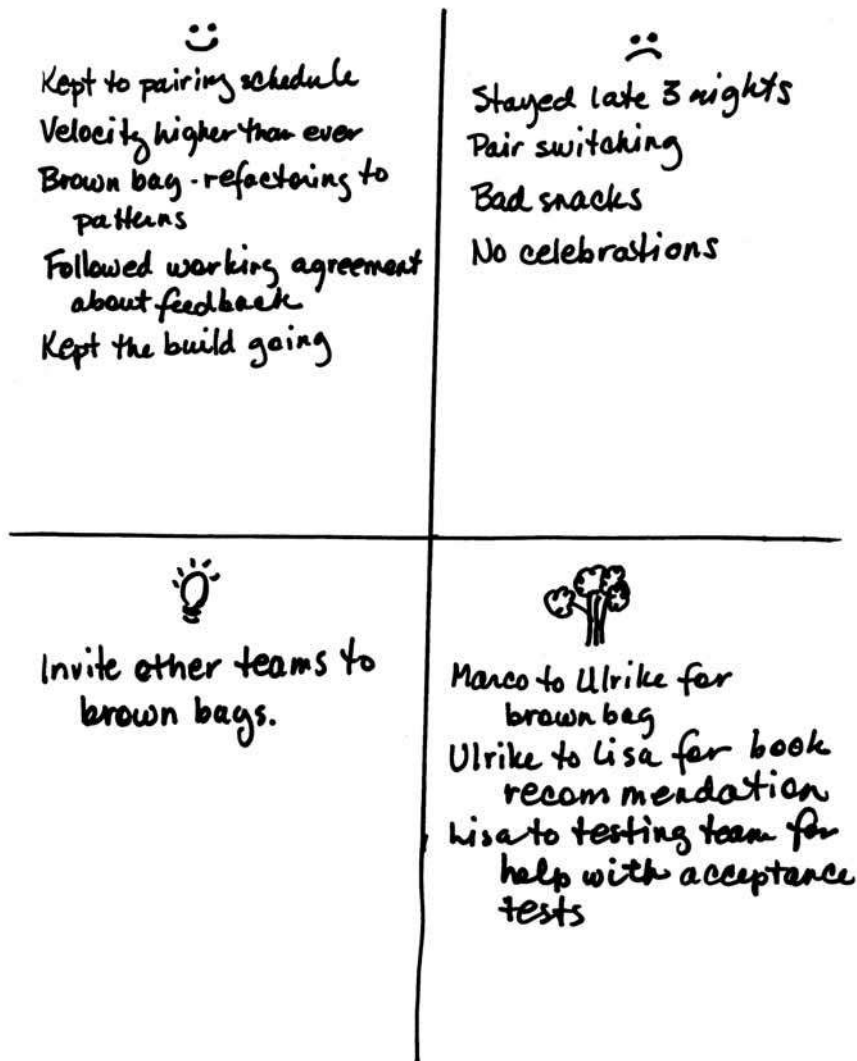 Kept to pairing schedule
Velocity higher than ever
Brown bag - refactoring to
patterns
Followed working agreement
about feedback
Kept the build going
Stayed late 3 nights
Pair switching
Bad snacks
No celebrations
Invite other teams to
brown bags.
Marco to Ulrike for
brown bag
Ulrike to Lisa for book
recommendation
Lisa to testing team for
help with acceptance
tests